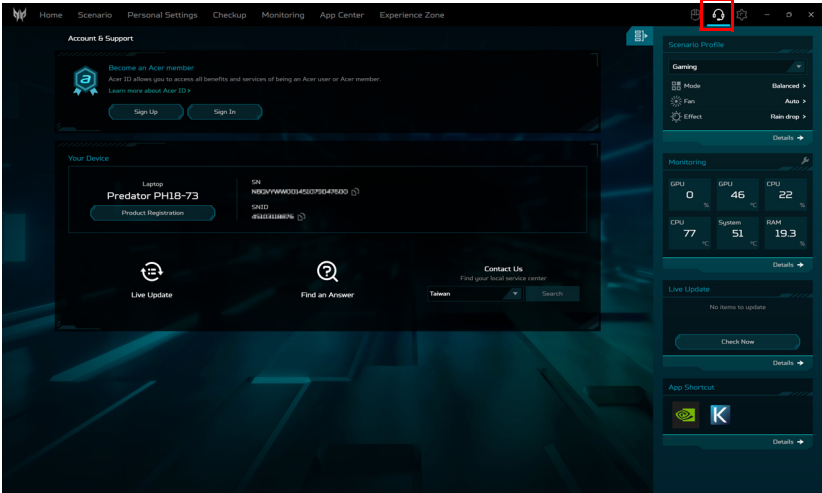 Home Scenario Personal Settings Checkup Monitoring App Center Experience Zone
Account & Support
Become an Acer member
Acer ID allows you to access all benefits and services of being an Acer user or Acer member.
Learn more about Acer ID >
Sign Up Sign In
Your Device
Laptop
Predator PH18-73
Product Registration
SN
SNID
Live Update
Find an Answer
Contact Us
Find your local service center
Taiwan Search
Scenario Profile
Gaming
Mode Balanced >
Fan Auto >
Effect Rain drop >
Details →
Monitoring
GPU GPU CPU
0 % 46 °C 22 %
CPU System RAM
77 °C 51 °C 19.3 %
Details →
Live Update
No items to update
Check Now
Details →
App Shortcut
K
Details →